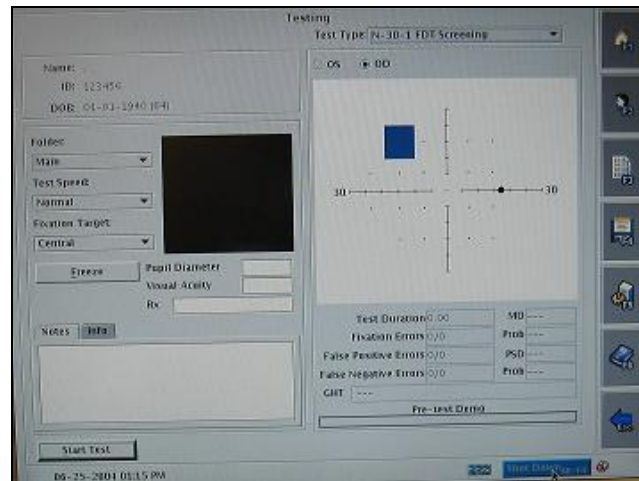 Testing
Test Type: N-30-1 FDT Screening
Name:
ID: 123456
DOB: 01-01-1940 (64)
OS OD
Folder:
Main
Test Speed:
Normal
Fixation Target:
Central
30 30
Freeze
Pupil Diameter
Visual Acuity
Rx:
Notes Info
Test Duration 0:00 MD ---
Fixation Errors 0/0 Prob ---
False Positive Errors 0/0 PSD ---
False Negative Errors 0/0 Prob ---
GHT ---
Pre-test Demo
Start Test
06-25-2004 01:15 PM